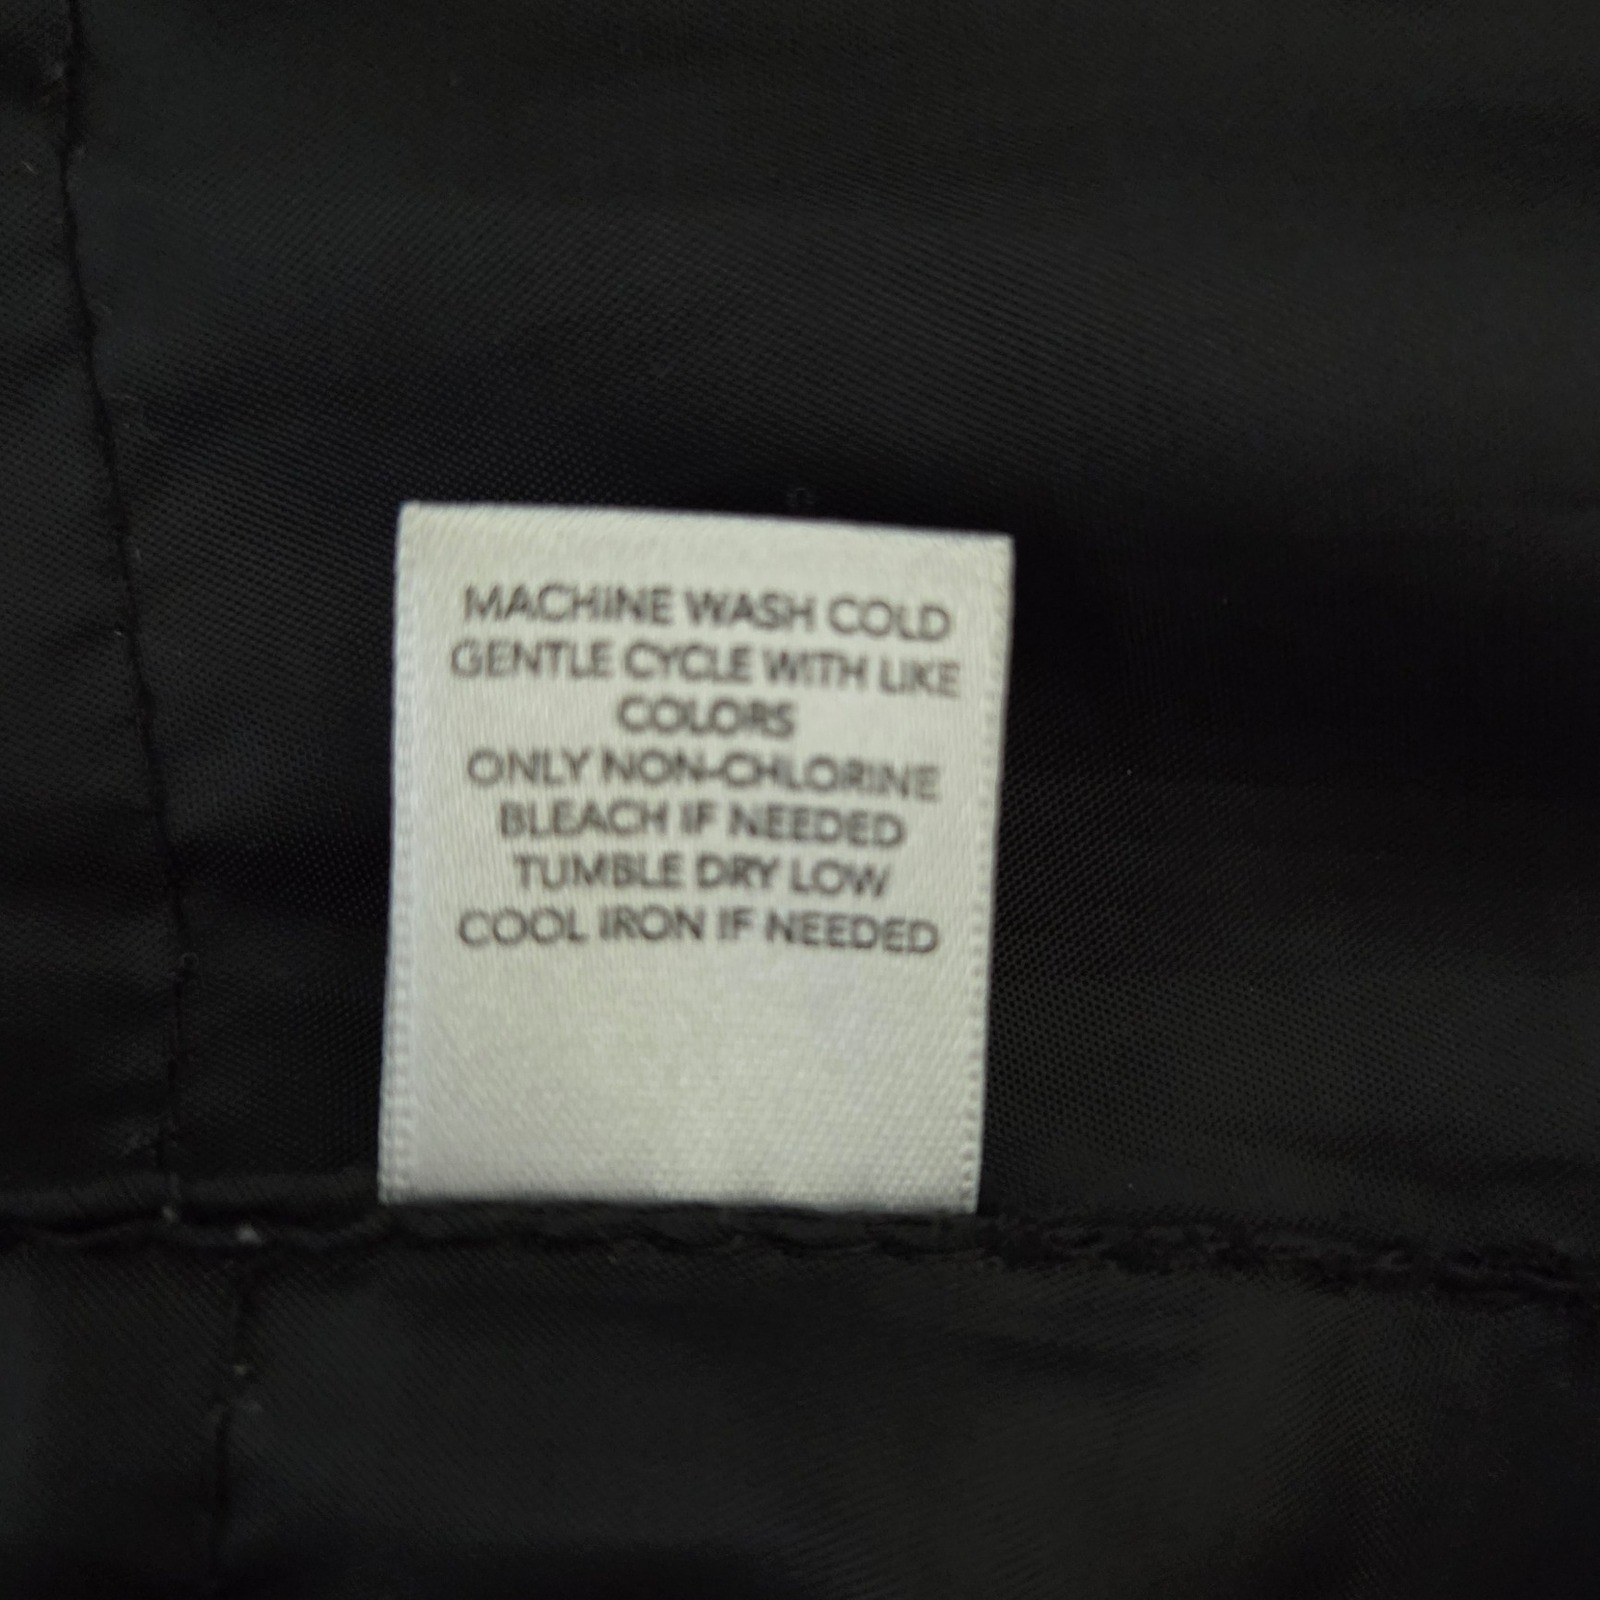 MACHINE WASH COLD
GENTLE CYCLE WITH LIKE
COLORS
ONLY NON-CHLORINE
BLEACH IF NEEDED
TUMBLE DRY LOW
COOL IRON IF NEEDED